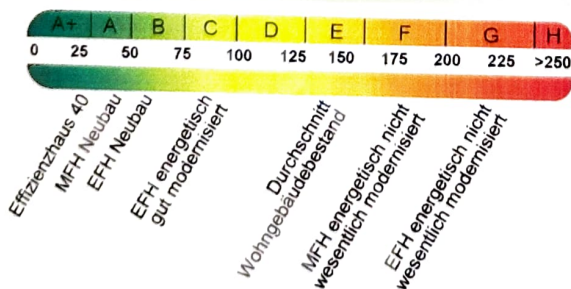 A+ A B C D E F G H
0 25 50 75 100 125 150 175 200 225 >250
Effizienzhaus 40
MFH Neubau
EFH Neubau
EFH energetisch
gut modernisiert
Durchschnitt
Wohngebäudebestand
MFH energetisch nicht
wesentlich modernisiert
EFH energetisch nicht
wesentlich modernisiert